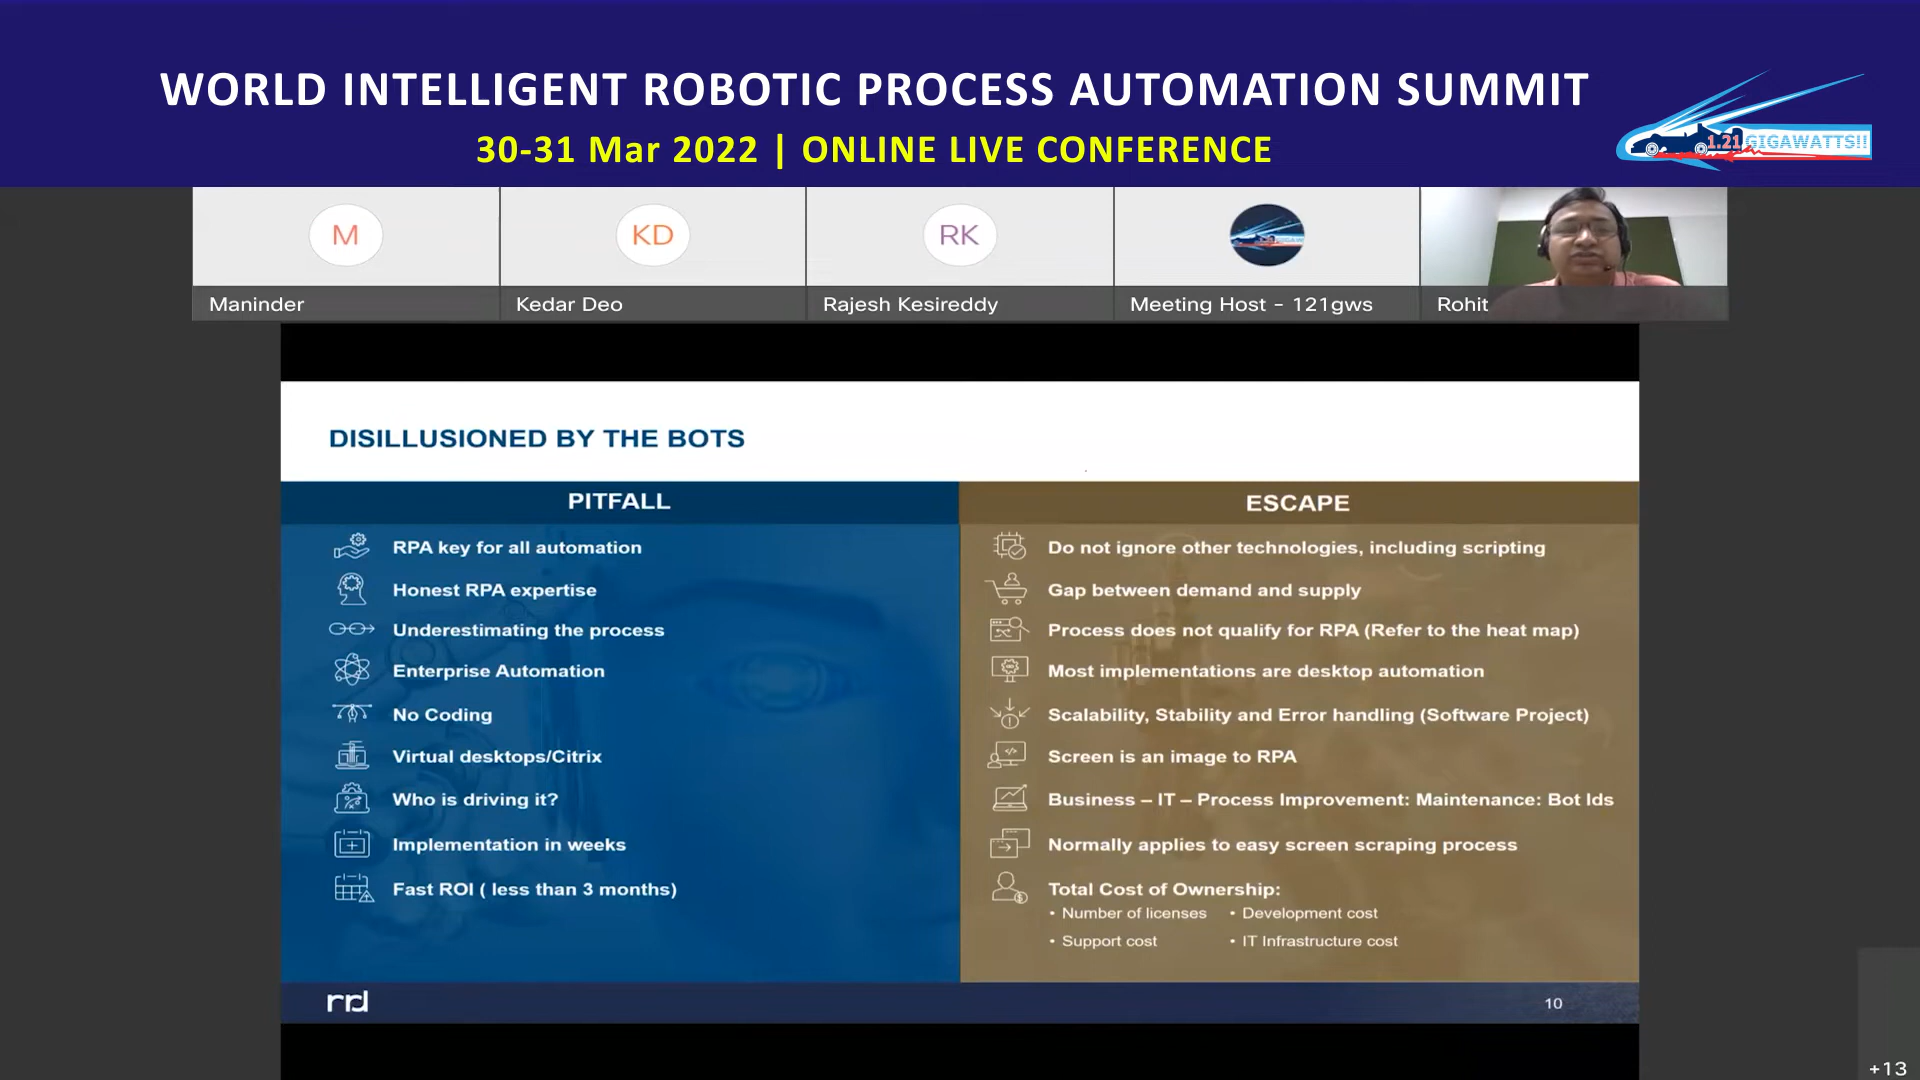 WORLD INTELLIGENT ROBOTIC PROCESS AUTOMATION SUMMIT
30-31 Mar 2022 | ONLINE LIVE CONFERENCE
1.21 GIGAWATTS!!
M
KD
RK
Maninder
Kedar Deo
Rajesh Kesireddy
Meeting Host - 121gws
Rohit
DISILLUSIONED BY THE BOTS
PITFALL
ESCAPE
RPA key for all automation
Do not ignore other technologies, including scripting
Honest RPA expertise
Gap between demand and supply
Underestimating the process
Process does not qualify for RPA (Refer to the heat map)
Enterprise Automation
Most implementations are desktop automation
No Coding
Scalability, Stability and Error handling (Software Project)
Virtual desktops/Citrix
Screen is an image to RPA
Who is driving it?
Business – IT – Process Improvement: Maintenance: Bot Ids
Implementation in weeks
Normally applies to easy screen scraping process
Fast ROI ( less than 3 months)
Total Cost of Ownership:
• Number of licenses • Development cost
• Support cost • IT Infrastructure cost
rrd
10
+13